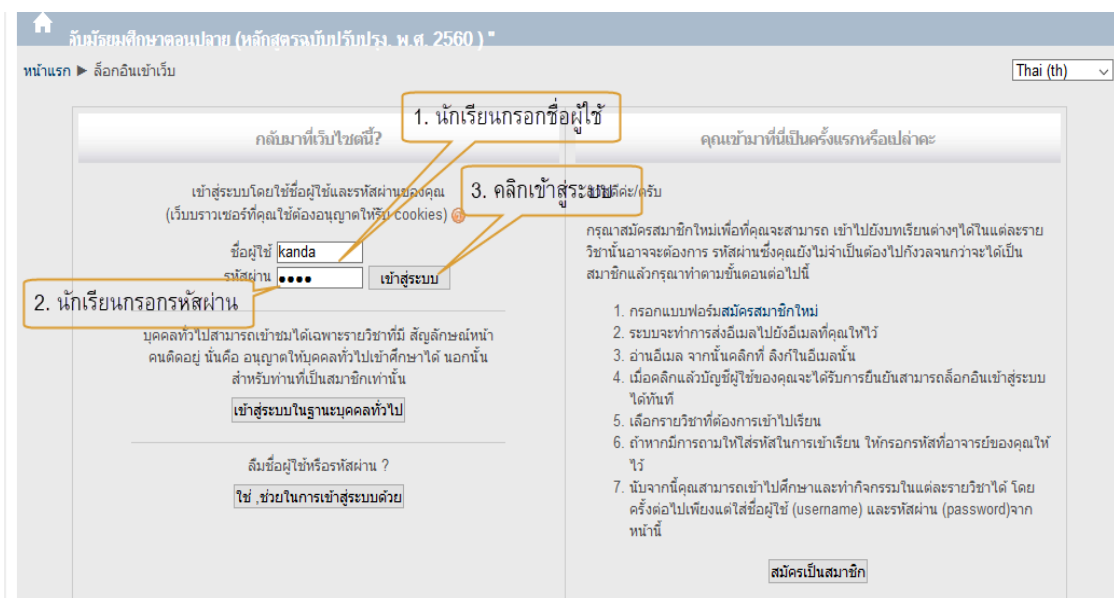 ลับมัธยมศึกษาตอนปลาย (หลักสูตรฉบับปรับปรุง. พ.ศ. 2560 ) "
หน้าแรก ► ล็อกอินเข้าเว็บ
Thai (th)
1. นักเรียนกรอกชื่อผู้ใช้
กลับมาที่เว็บไซต์นี้?
คุณเข้ามาที่นี่เป็นครั้งแรกหรือเปล่าคะ
เข้าสู่ระบบโดยใช้ชื่อผู้ใช้และรหัสผ่านของคุณ
(เว็บบราวเซอร์ที่คุณใช้ต้องอนุญาตให้รับ cookies)
3. คลิกเข้าสู่ระบบ
ชื่อผู้ใช้ kanda
รหัสผ่าน ●●●● เข้าสู่ระบบ
2. นักเรียนกรอกรหัสผ่าน
บุคคลทั่วไปสามารถเข้าชมได้เฉพาะรายวิชาที่มี สัญลักษณ์หน้า
คนติดอยู่ นั่นคือ อนุญาตให้บุคคลทั่วไปเข้าศึกษาได้ นอกนั้น
สำหรับท่านที่เป็นสมาชิกเท่านั้น
เข้าสู่ระบบในฐานะบุคคลทั่วไป
ลืมชื่อผู้ใช้หรือรหัสผ่าน ?
ใช่ ,ช่วยในการเข้าสู่ระบบด้วย
ค่ะ/ครับ
กรุณาสมัครสมาชิกใหม่เพื่อที่คุณจะสามารถ เข้าไปยังบทเรียนต่างๆได้ในแต่ละราย
วิชานั้นอาจจะต้องการ รหัสผ่านซึ่งคุณยังไม่จำเป็นต้องไปกังวลจนกว่าจะได้เป็น
สมาชิกแล้วกรุณาทำตามขั้นตอนต่อไปนี้
1. กรอกแบบฟอร์มสมัครสมาชิกใหม่
2. ระบบจะทำการส่งอีเมลไปยังอีเมลที่คุณให้ไว้
3. อ่านอีเมล จากนั้นคลิกที่ ลิงก์ในอีเมลนั้น
4. เมื่อคลิกแล้วบัญชีผู้ใช้ของคุณจะได้รับการยืนยันสามารถล็อกอินเข้าสู่ระบบ
ได้ทันที
5. เลือกรายวิชาที่ต้องการเข้าไปเรียน
6. ถ้าหากมีการถามให้ใส่รหัสในการเข้าเรียน ให้กรอกรหัสที่อาจารย์ของคุณให้
ไว้
7. นับจากนี้คุณสามารถเข้าไปศึกษาและทำกิจกรรมในแต่ละรายวิชาได้ โดย
ครั้งต่อไปเพียงแต่ใส่ชื่อผู้ใช้ (username) และรหัสผ่าน (password)จาก
หน้านี้
สมัครเป็นสมาชิก